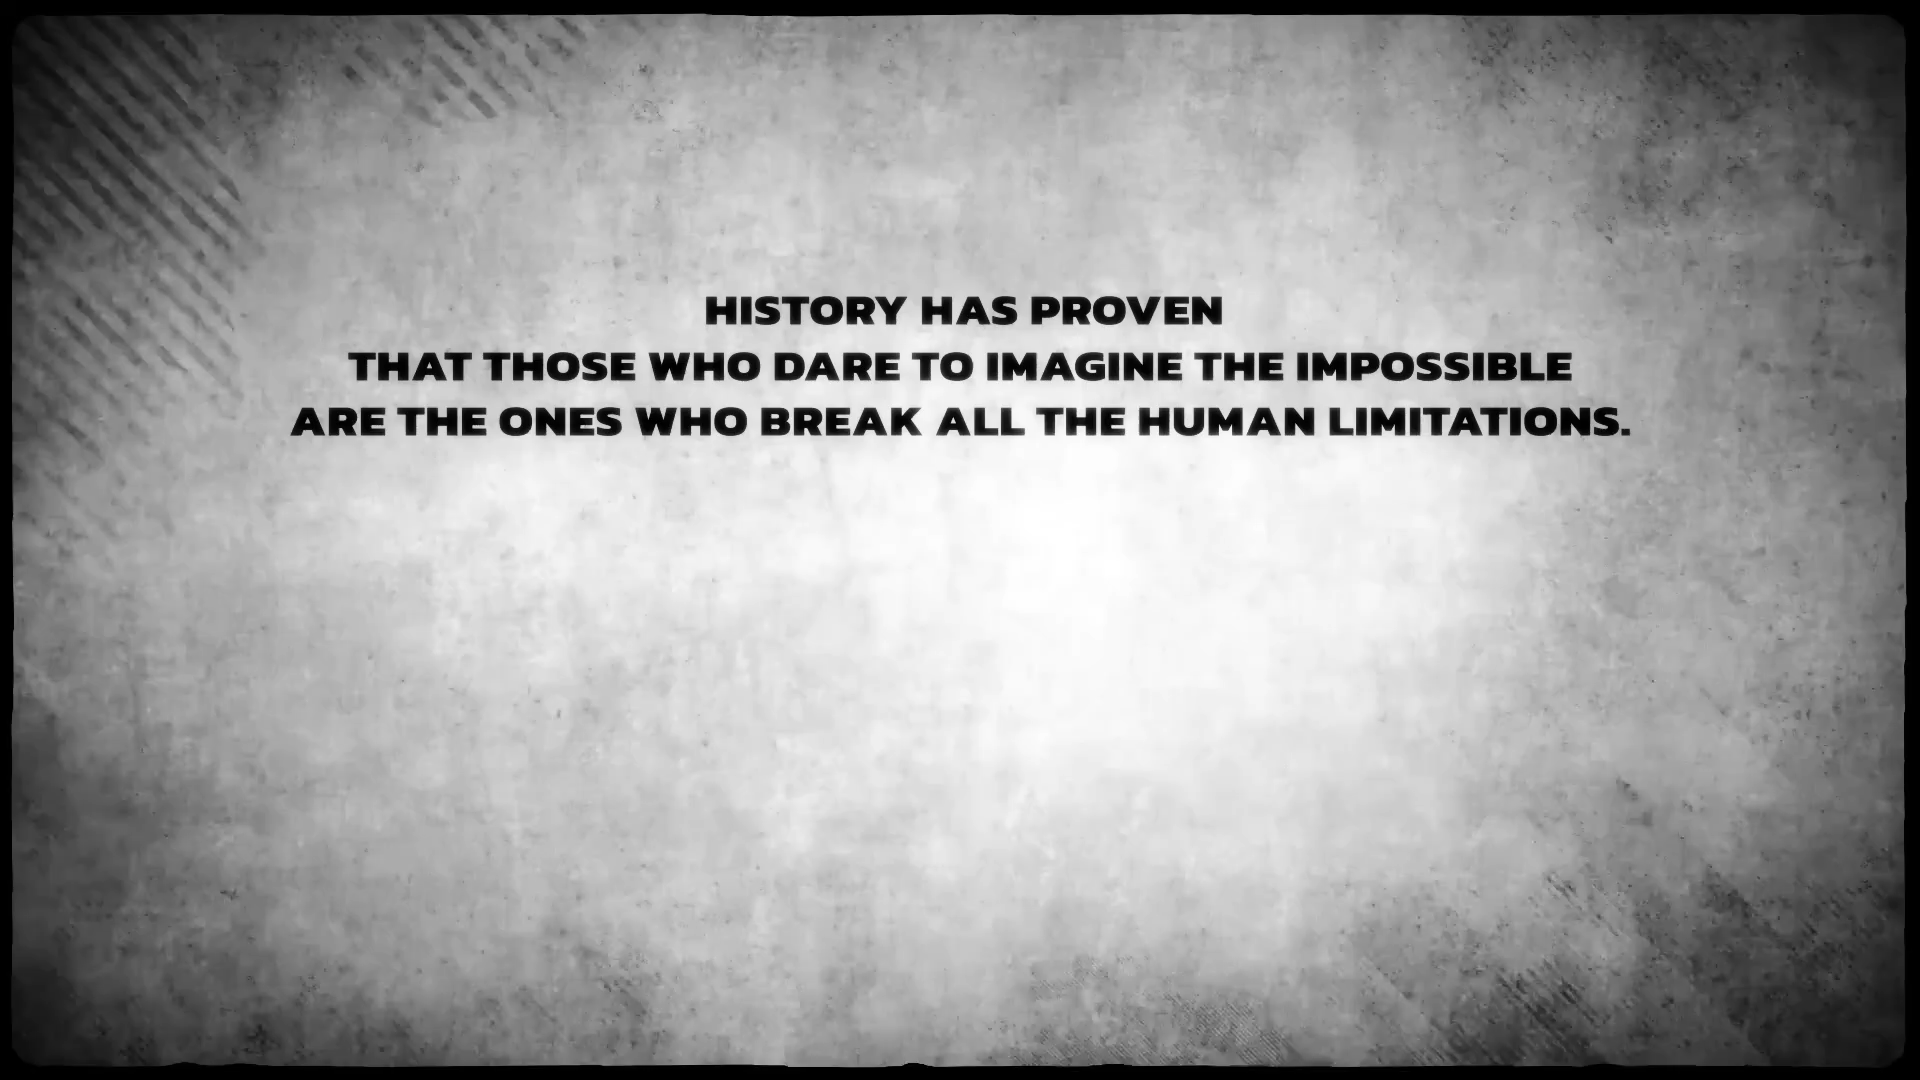 HISTORY HAS PROVEN
THAT THOSE WHO DARE TO IMAGINE THE IMPOSSIBLE
ARE THE ONES WHO BREAK ALL THE HUMAN LIMITATIONS.